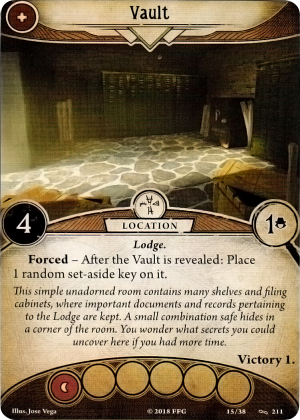 Vault
4
LOCATION
1
Lodge.
Forced – After the Vault is revealed: Place
1 random set-aside key on it.
This simple unadorned room contains many shelves and filing
cabinets, where important documents and records pertaining
to the Lodge are kept. A small combination safe hides in
a corner of the room. You wonder what secrets you could
uncover here if you had more time.
Victory 1.
Illus. Jose Vega
© 2018 FFG
15/38
211